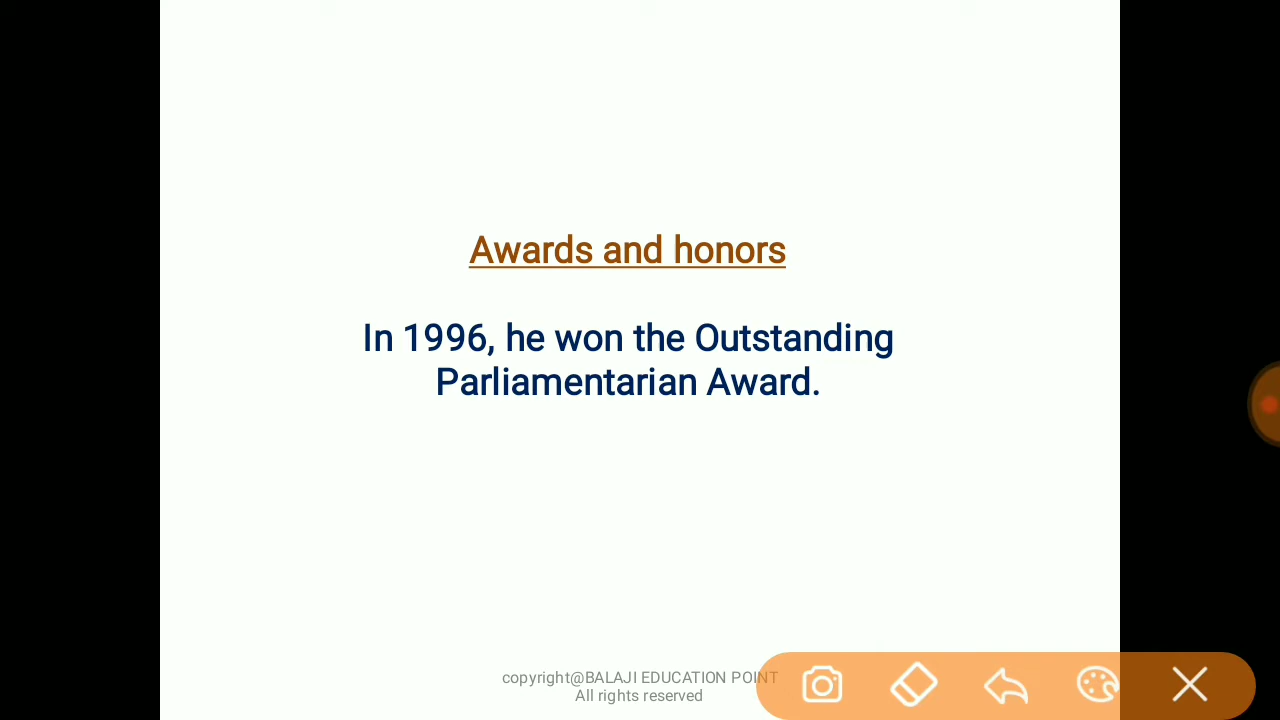 Awards and honors
In 1996, he won the Outstanding
Parliamentarian Award.
copyright@BALAJI EDUCATION POINT
All rights reserved